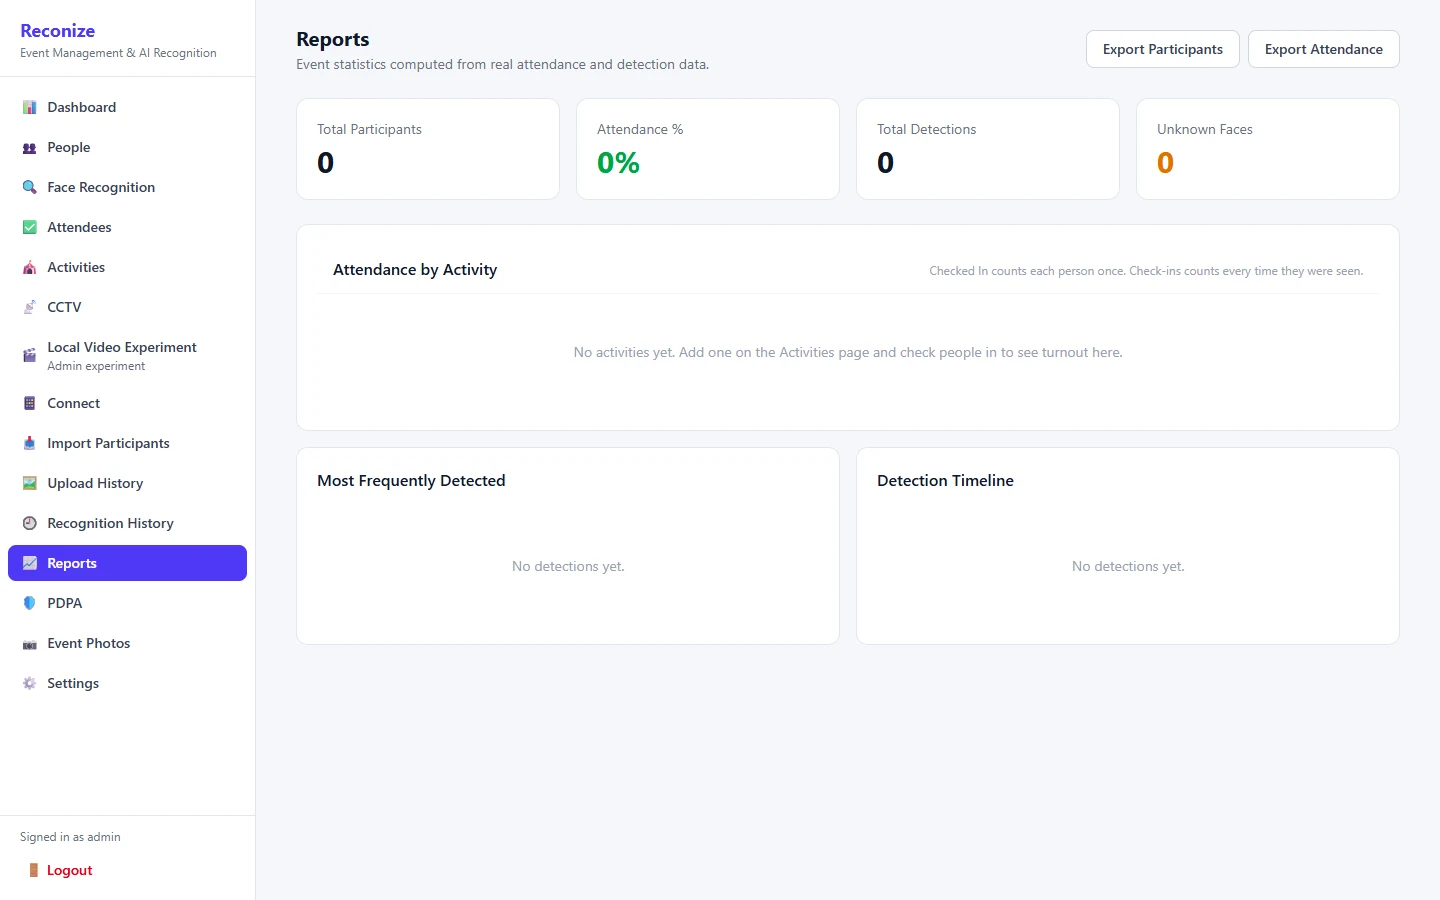 Reconize
Event Management & AI Recognition
Dashboard
People
Face Recognition
Attendees
Activities
CCTV
Local Video Experiment
Admin experiment
Connect
Import Participants
Upload History
Recognition History
Reports
PDPA
Event Photos
Settings
Signed in as admin
Logout
Reports
Event statistics computed from real attendance and detection data.
Export Participants
Export Attendance
Total Participants
0
Attendance %
0%
Total Detections
0
Unknown Faces
0
Attendance by Activity
Checked In counts each person once. Check-ins counts every time they were seen.
No activities yet. Add one on the Activities page and check people in to see turnout here.
Most Frequently Detected
No detections yet.
Detection Timeline
No detections yet.